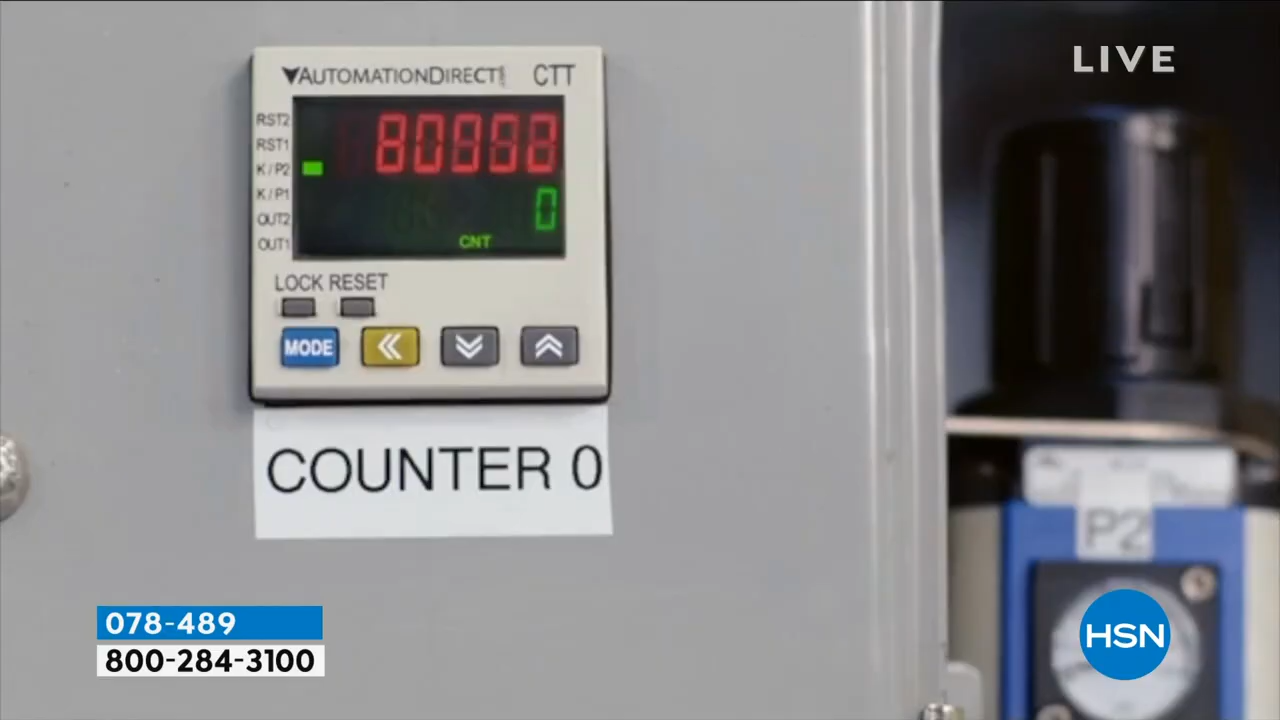 LIVE
AUTOMATIONDIRECT CTT
RST2
RST1
K/P2
K/P1
OUT2
OUT1
0
CNT
LOCK RESET
MODE
COUNTER 0
P2
078-489
800-284-3100
HSN